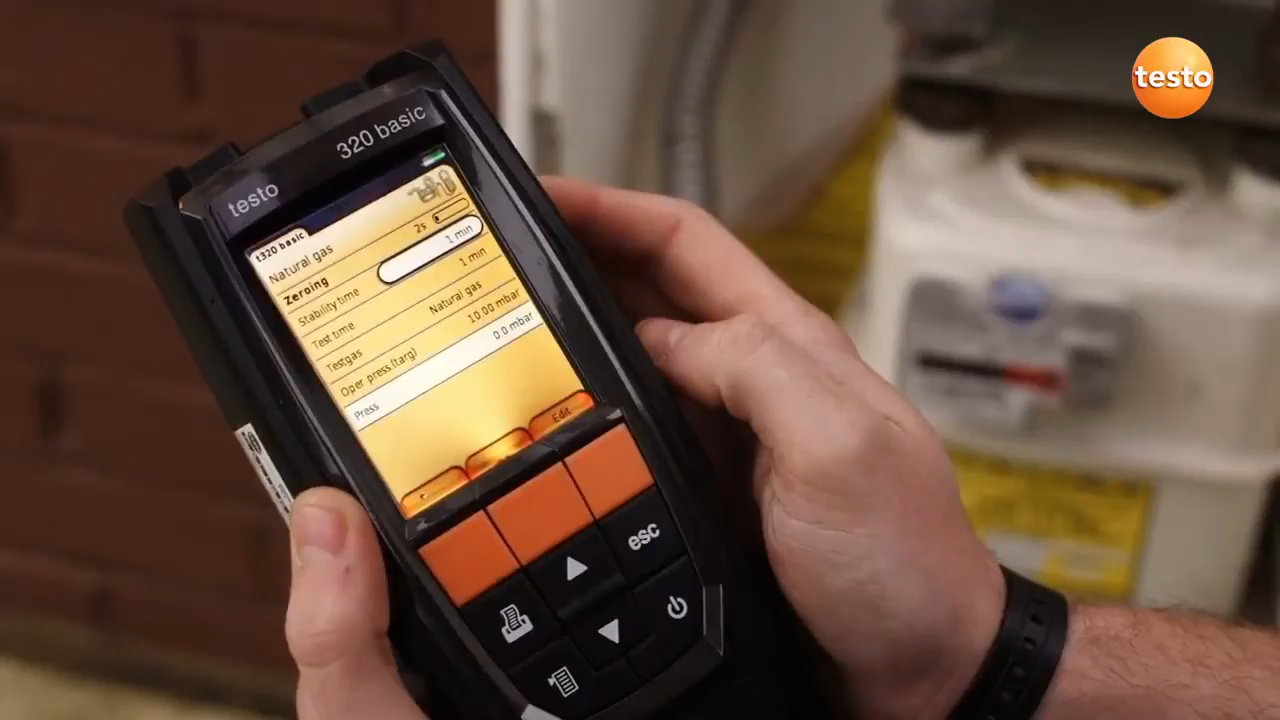 testo
320 basic
testo
t320 basic
Natural gas
Zeroing 2s
Stability time 1 min
Test time 1 min
Testgas Natural gas
Oper press.(targ) 10.00 mbar
Press 0.0 mbar
Edit
esc